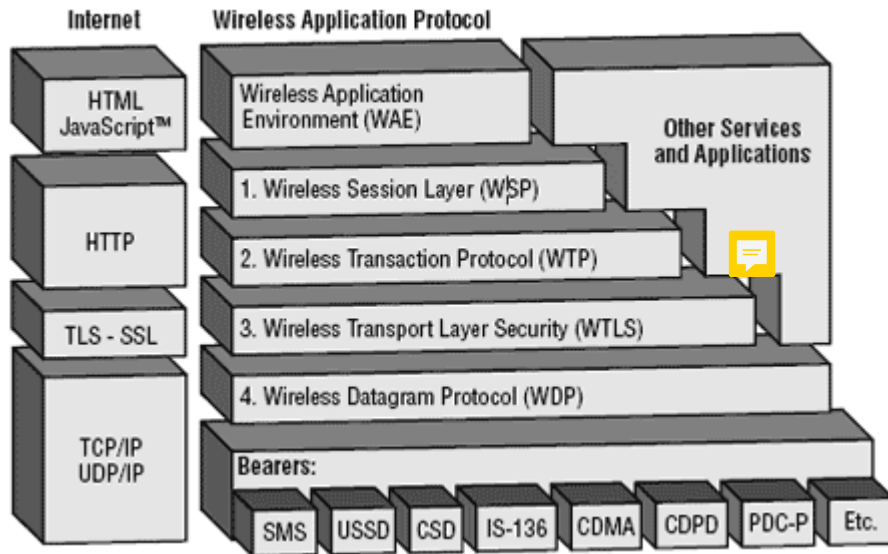 Internet
HTML
JavaScript™
HTTP
TLS - SSL
TCP/IP
UDP/IP
Wireless Application Protocol
Wireless Application
Environment (WAE)
1. Wireless Session Layer (WSP)
2. Wireless Transaction Protocol (WTP)
3. Wireless Transport Layer Security (WTLS)
4. Wireless Datagram Protocol (WDP)
Other Services
and Applications
Bearers:
SMS
USSD
CSD
IS-136
CDMA
CDPD
PDC-P
Etc.